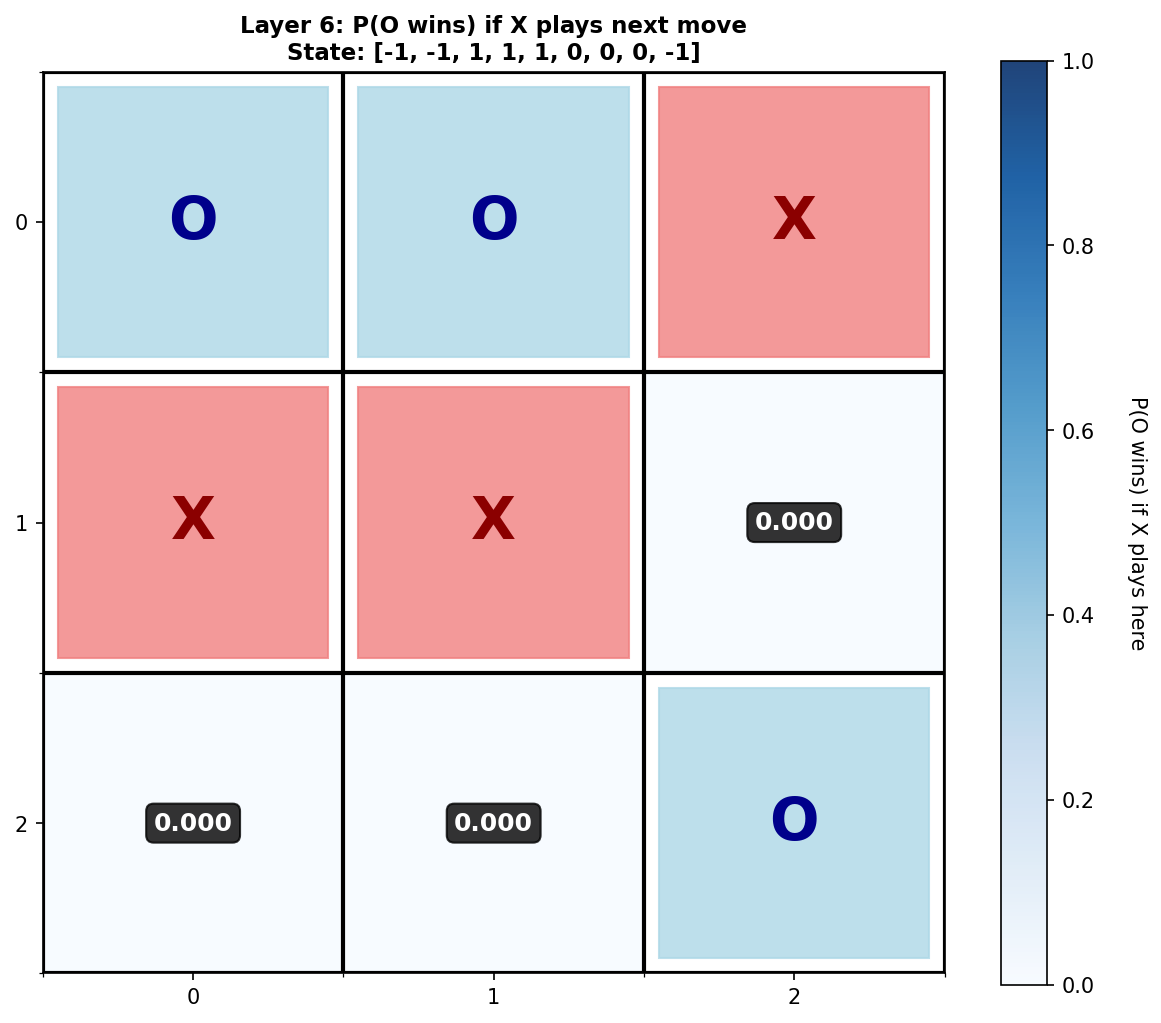 Layer 6: P(O wins) if X plays next move
State: [-1, -1, 1, 1, 1, 0, 0, 0, -1]
0
O
O
X
1
X
X
0.000
2
0.000
0.000
O
0
1
2
1.0
0.8
0.6
0.4
0.2
0.0
P(O wins) if X plays here